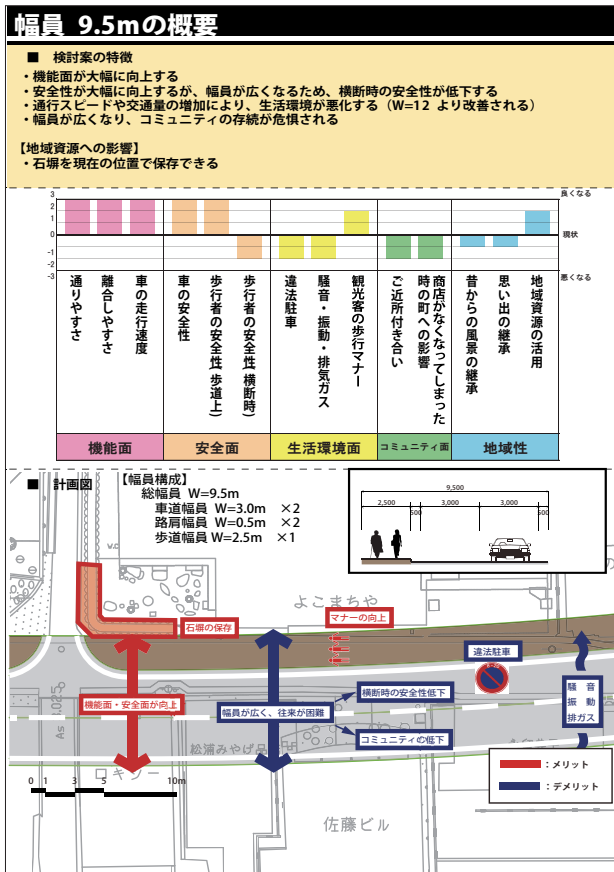 幅員 9.5mの概要
■ 検討案の特徴
・機能面が大幅に向上する
・安全性が大幅に向上するが、幅員が広くなるため、横断時の安全性が低下する
・通行スピードや交通量の増加により、生活環境が悪化する（W=12 より改善される）
・幅員が広くなり、コミュニティの存続が危惧される
【地域資源への影響】
・石塀を現在の位置で保存できる
3
2
1
0
-1
-2
-3
良くなる
現状
悪くなる
通りやすさ
離合しやすさ
車の走行速度
車の安全性
歩行者の安全性(歩道上)
歩行者の安全性(横断時)
違法駐車
騒音・振動・排気ガス
観光客の歩行マナー
ご近所付き合い
商店がなくなってしまった
時の町への影響
昔からの風景の継承
思い出の継承
地域資源の活用
機能面
安全面
生活環境面
コミュニティ面
地域性
■ 計画図
【幅員構成】
総幅員 W=9.5m
車道幅員 W=3.0m ×2
路肩幅員 W=0.5m ×2
歩道幅員 W=2.5m ×1
9,500
2,500
500
3,000
3,000
500
よこまちや
石塀の保存
マナーの向上
違法駐車
機能面・安全面が向上
幅員が広く、往来が困難
横断時の安全性低下
コミュニティの低下
騒音
振動
排ガス
8.025
As
松浦みやげ品
ロキシー
佐藤ビル
0 1 3 5 10m
：メリット
：デメリット